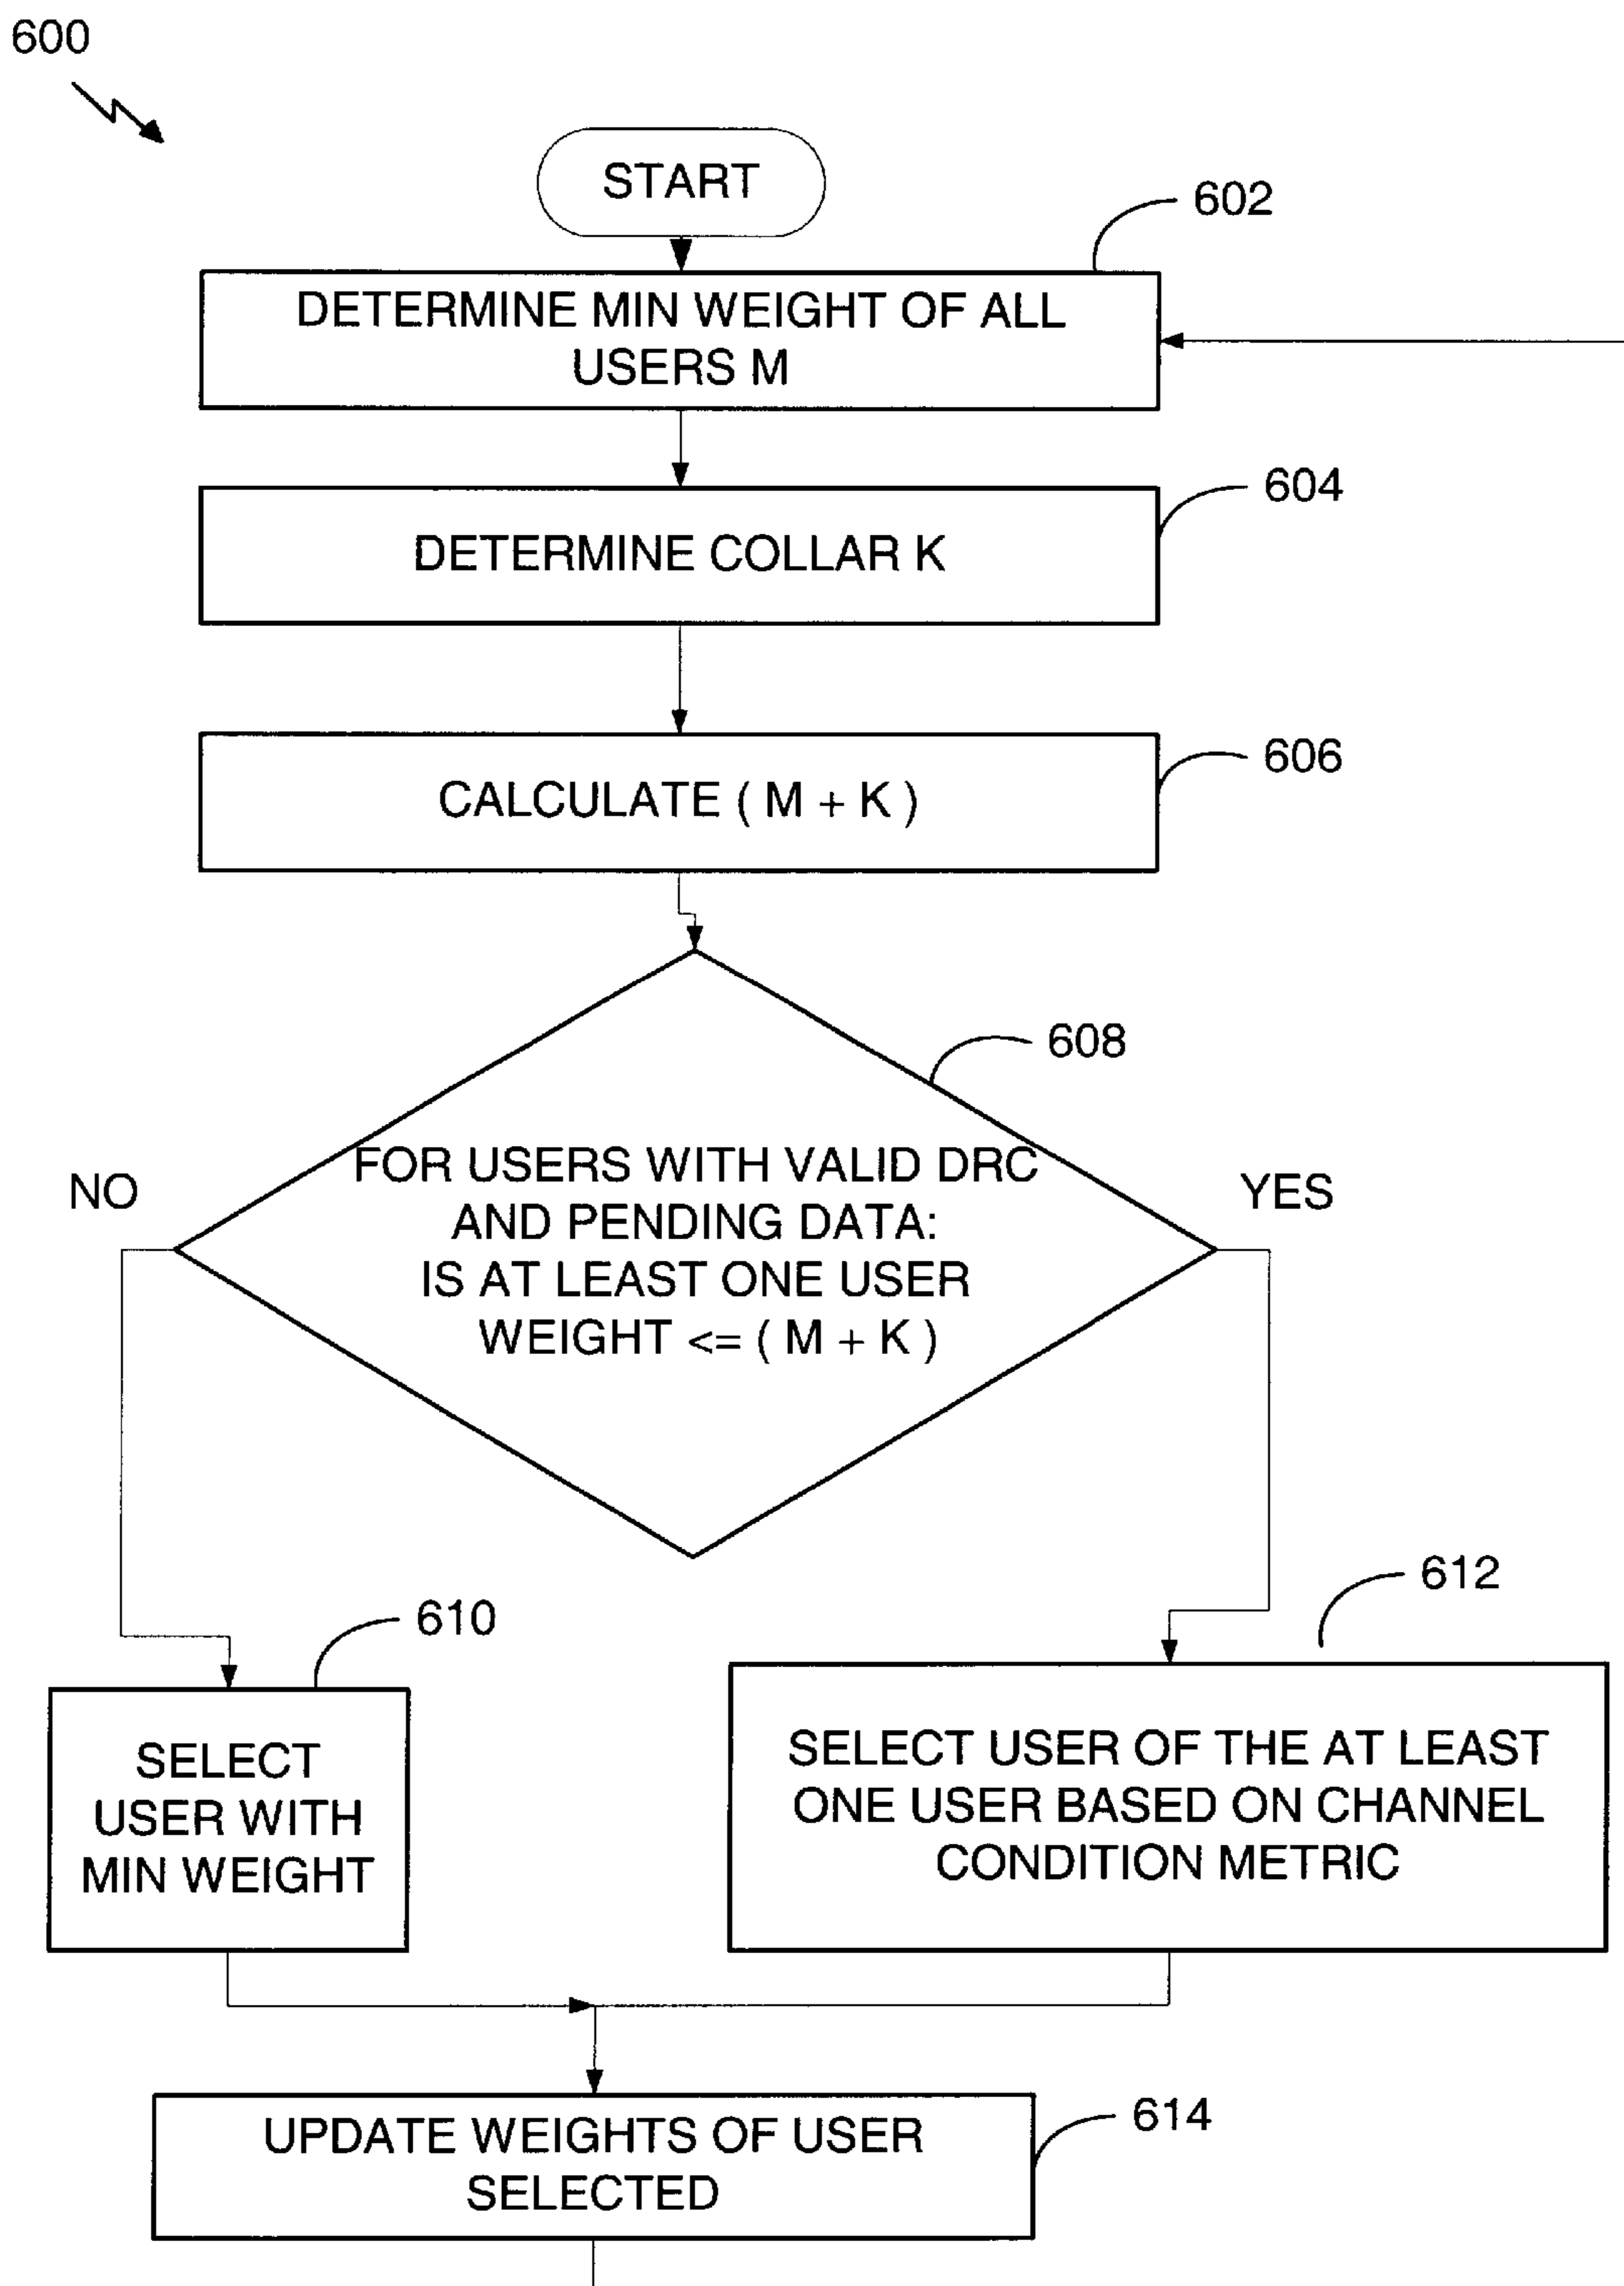 600
START
602
DETERMINE MIN WEIGHT OF ALL
USERS M
604
DETERMINE COLLAR K
606
CALCULATE ( M + K )
608
FOR USERS WITH VALID DRC
AND PENDING DATA:
IS AT LEAST ONE USER
WEIGHT <= ( M + K )
NO
YES
610
612
SELECT
USER WITH
MIN WEIGHT
SELECT USER OF THE AT LEAST
ONE USER BASED ON CHANNEL
CONDITION METRIC
614
UPDATE WEIGHTS OF USER
SELECTED